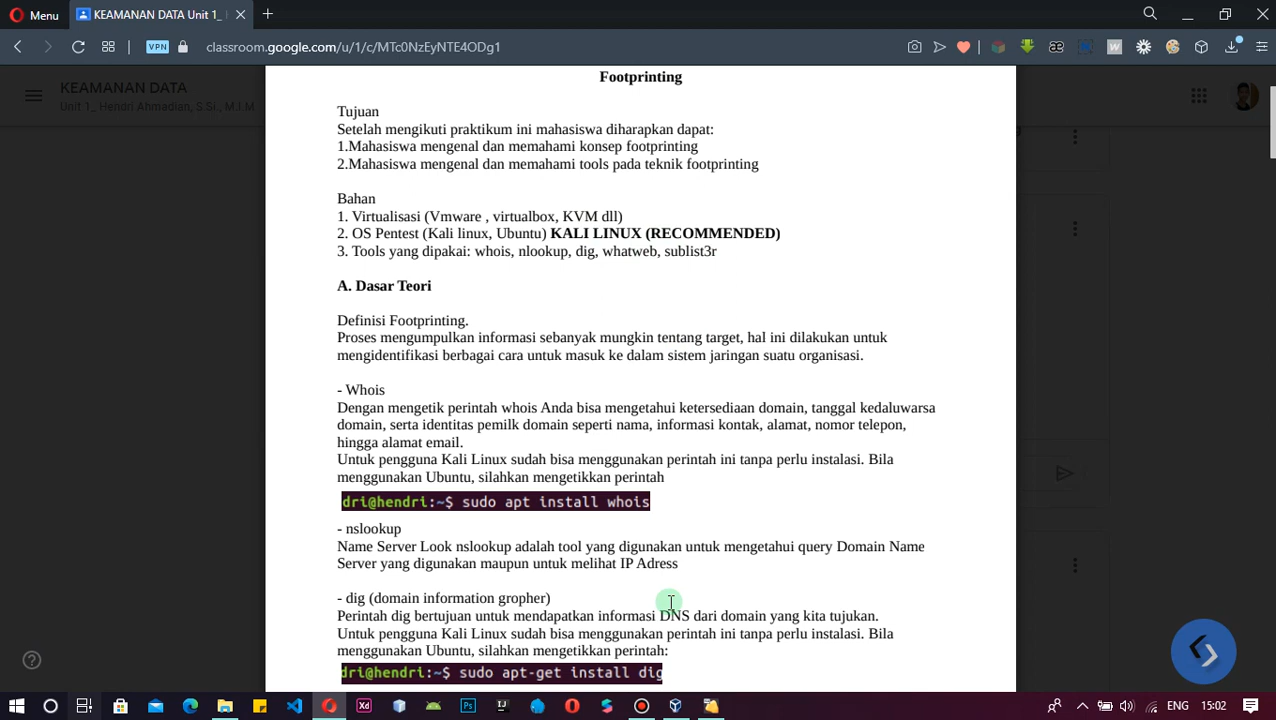 Menu
KEAMANAN DATA Unit 1_
VPN
classroom.google.com/u/1/c/MTc0NzEyNTE4ODg1
KEAMANAN DATA
Unit 1_ Hendri Ahmadian, S.Si., M.I.M
Footprinting
Tujuan
Setelah mengikuti praktikum ini mahasiswa diharapkan dapat:
1.Mahasiswa mengenal dan memahami konsep footprinting
2.Mahasiswa mengenal dan memahami tools pada teknik footprinting
Bahan
1. Virtualisasi (Vmware , virtualbox, KVM dll)
2. OS Pentest (Kali linux, Ubuntu) KALI LINUX (RECOMMENDED)
3. Tools yang dipakai: whois, nlookup, dig, whatweb, sublist3r
A. Dasar Teori
Definisi Footprinting.
Proses mengumpulkan informasi sebanyak mungkin tentang target, hal ini dilakukan untuk
mengidentifikasi berbagai cara untuk masuk ke dalam sistem jaringan suatu organisasi.
- Whois
Dengan mengetik perintah whois Anda bisa mengetahui ketersediaan domain, tanggal kedaluwarsa
domain, serta identitas pemilk domain seperti nama, informasi kontak, alamat, nomor telepon,
hingga alamat email.
Untuk pengguna Kali Linux sudah bisa menggunakan perintah ini tanpa perlu instalasi. Bila
menggunakan Ubuntu, silahkan mengetikkan perintah
dri@hendri:~$ sudo apt install whois
- nslookup
Name Server Look nslookup adalah tool yang digunakan untuk mengetahui query Domain Name
Server yang digunakan maupun untuk melihat IP Adress
- dig (domain information gropher)
Perintah dig bertujuan untuk mendapatkan informasi DNS dari domain yang kita tujukan.
Untuk pengguna Kali Linux sudah bisa menggunakan perintah ini tanpa perlu instalasi. Bila
menggunakan Ubuntu, silahkan mengetikkan perintah:
dri@hendri:~$ sudo apt-get install dig
Xd
Ps
IJ
ENG
15:02